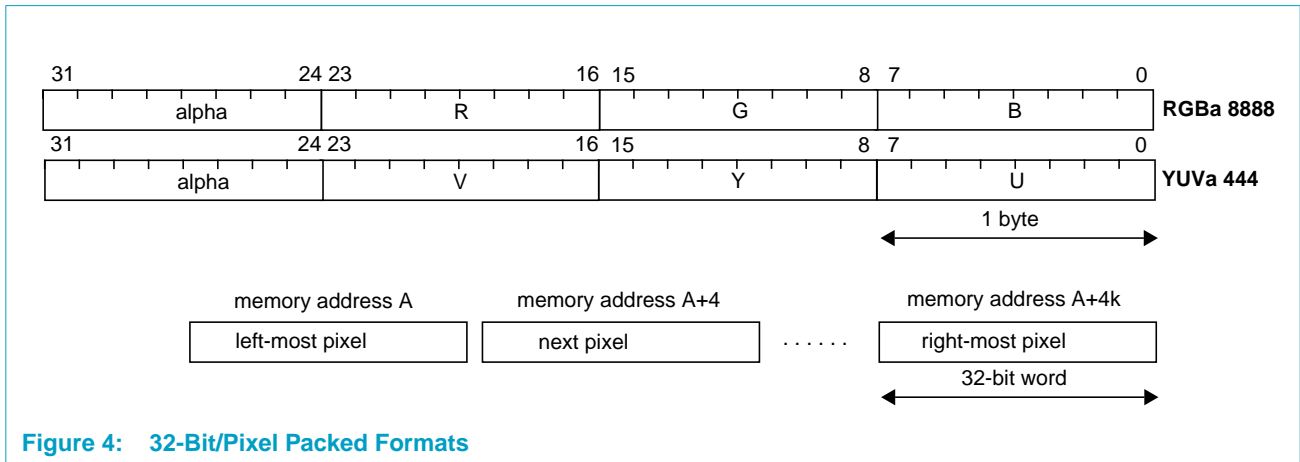 31 24 23 16 15 8 7 0
alpha R G B RGBa 8888
31 24 23 16 15 8 7 0
alpha V Y U YUVa 444
1 byte
memory address A memory address A+4 memory address A+4k
left-most pixel next pixel ...... right-most pixel
32-bit word
Figure 4: 32-Bit/Pixel Packed Formats